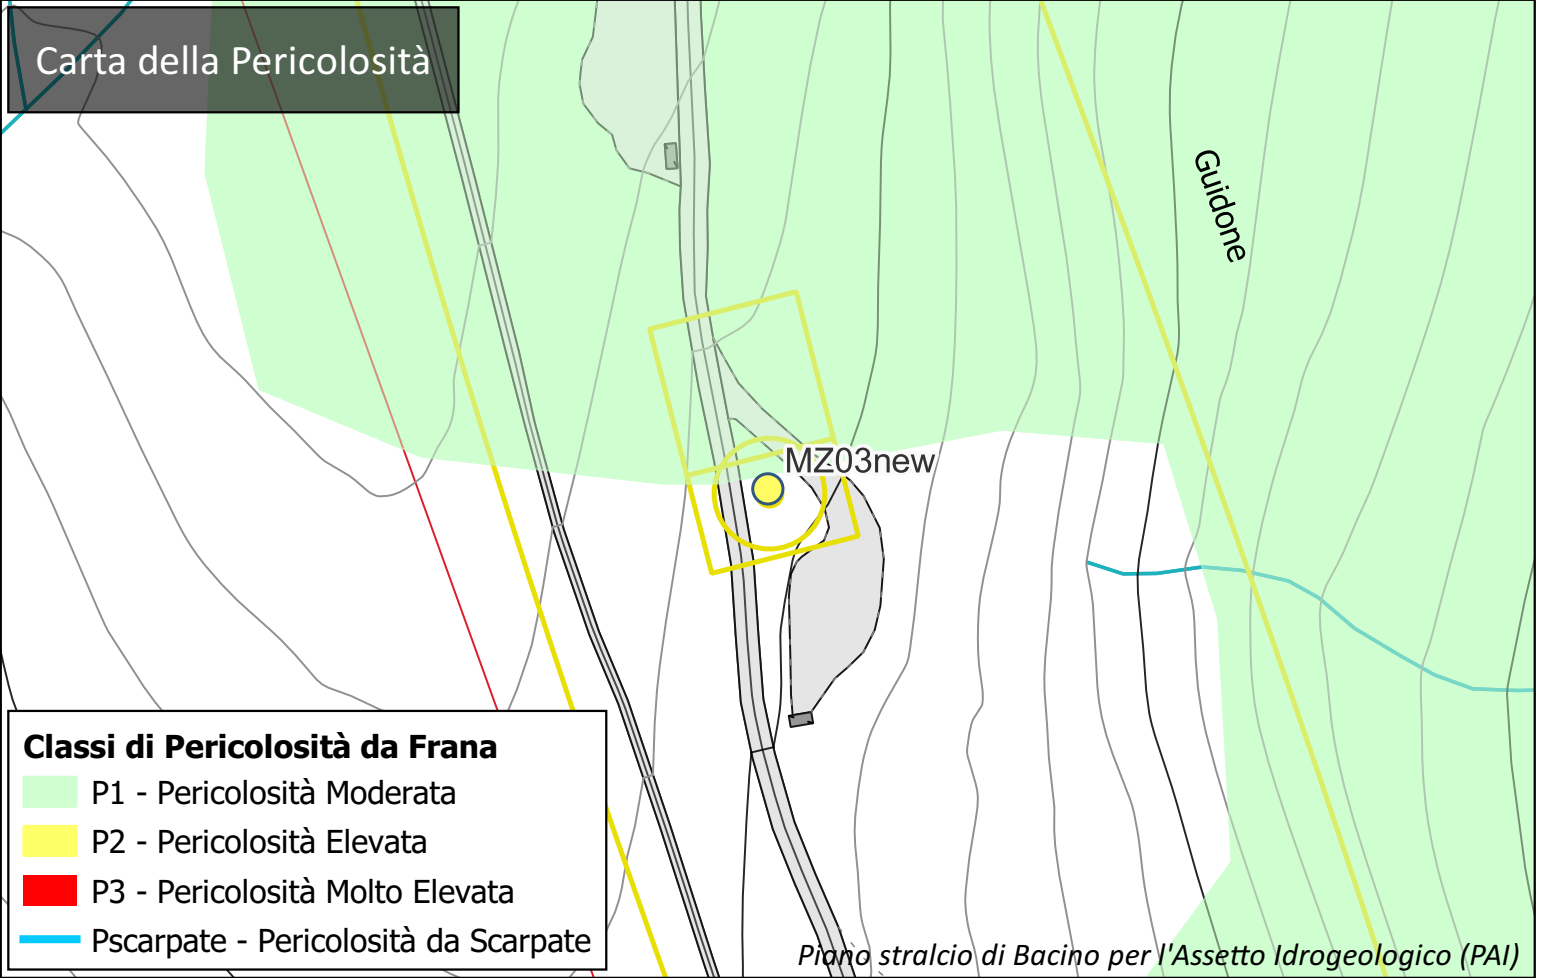 Carta della Pericolosità
Guidone
MZ03new
Classi di Pericolosità da Frana
P1 - Pericolosità Moderata
P2 - Pericolosità Elevata
P3 - Pericolosità Molto Elevata
Pscarpate - Pericolosità da Scarpate
Piano stralcio di Bacino per l'Assetto Idrogeologico (PAI)